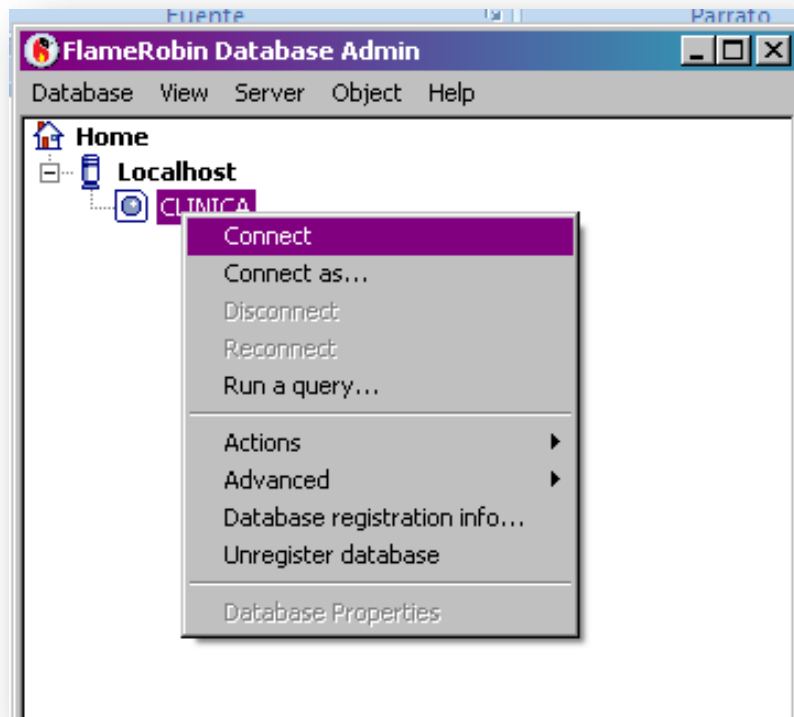 Fuente Parrafo
FlameRobin Database Admin
Database View Server Object Help
Home
Localhost
CLINICA
Connect
Connect as...
Disconnect
Reconnect
Run a query...
Actions
Advanced
Database registration info...
Unregister database
Database Properties